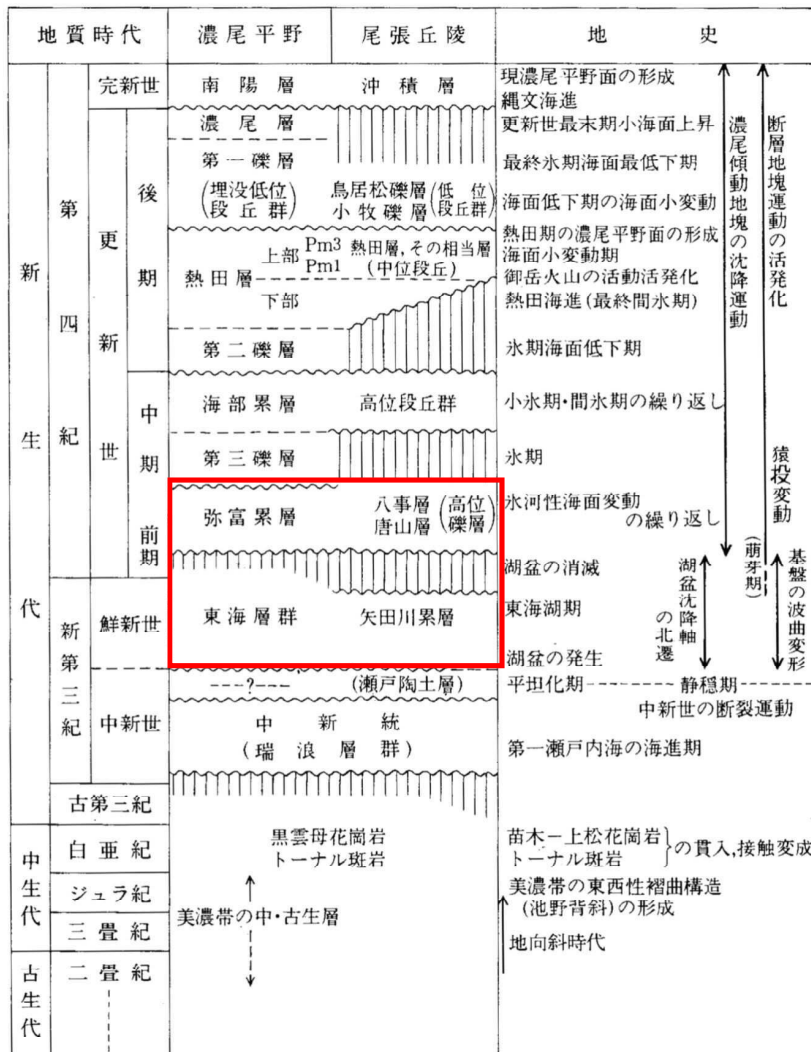 地質時代 濃尾平野 尾張丘陵 地史
新生代
第四紀
更新世
完新世 南陽層 沖積層 現濃尾平野面の形成
縄文海進
後期
濃尾層 更新世最末期小海面上昇
第一礫層 最終氷期海面最低下期
(埋没低位段丘群) 鳥居松礫層 小牧礫層 (低位段丘群) 海面低下期の海面小変動
熱田層 上部 Pm3 Pm1 熱田層,その相当層 (中位段丘) 熱田期の濃尾平野面の形成
海面小変動期
御岳火山の活動活発化
下部 熱田海進(最終間氷期)
第二礫層 氷期海面低下期
中期
海部累層 高位段丘群 小氷期・間氷期の繰り返し
第三礫層 氷期
前期
弥富累層 八事層 唐山層 (高位礫層) 氷河性海面変動の繰り返し
湖盆の消滅
新第三紀
鮮新世 東海層群 矢田川累層 東海湖期
湖盆の発生
---?--- (瀬戸陶土層) 平坦化期 静穏期
中新世 中新統 中新世の断裂運動
(瑞浪層群) 第一瀬戸内海の海進期
古第三紀
中生代
白亜紀 黒雲母花崗岩 苗木-上松花崗岩
トーナル斑岩 トーナル斑岩 }の貫入,接触変成
ジュラ紀 美濃帯の東西性褶曲構造
(池野背斜)の形成
三畳紀 美濃帯の中・古生層
地向斜時代
古生代
二畳紀
濃尾傾動地塊の沈降運動
断層地塊運動の活発化
猿投変動
(萌芽期)
湖盆沈降軸の北遷
基盤の波曲変形